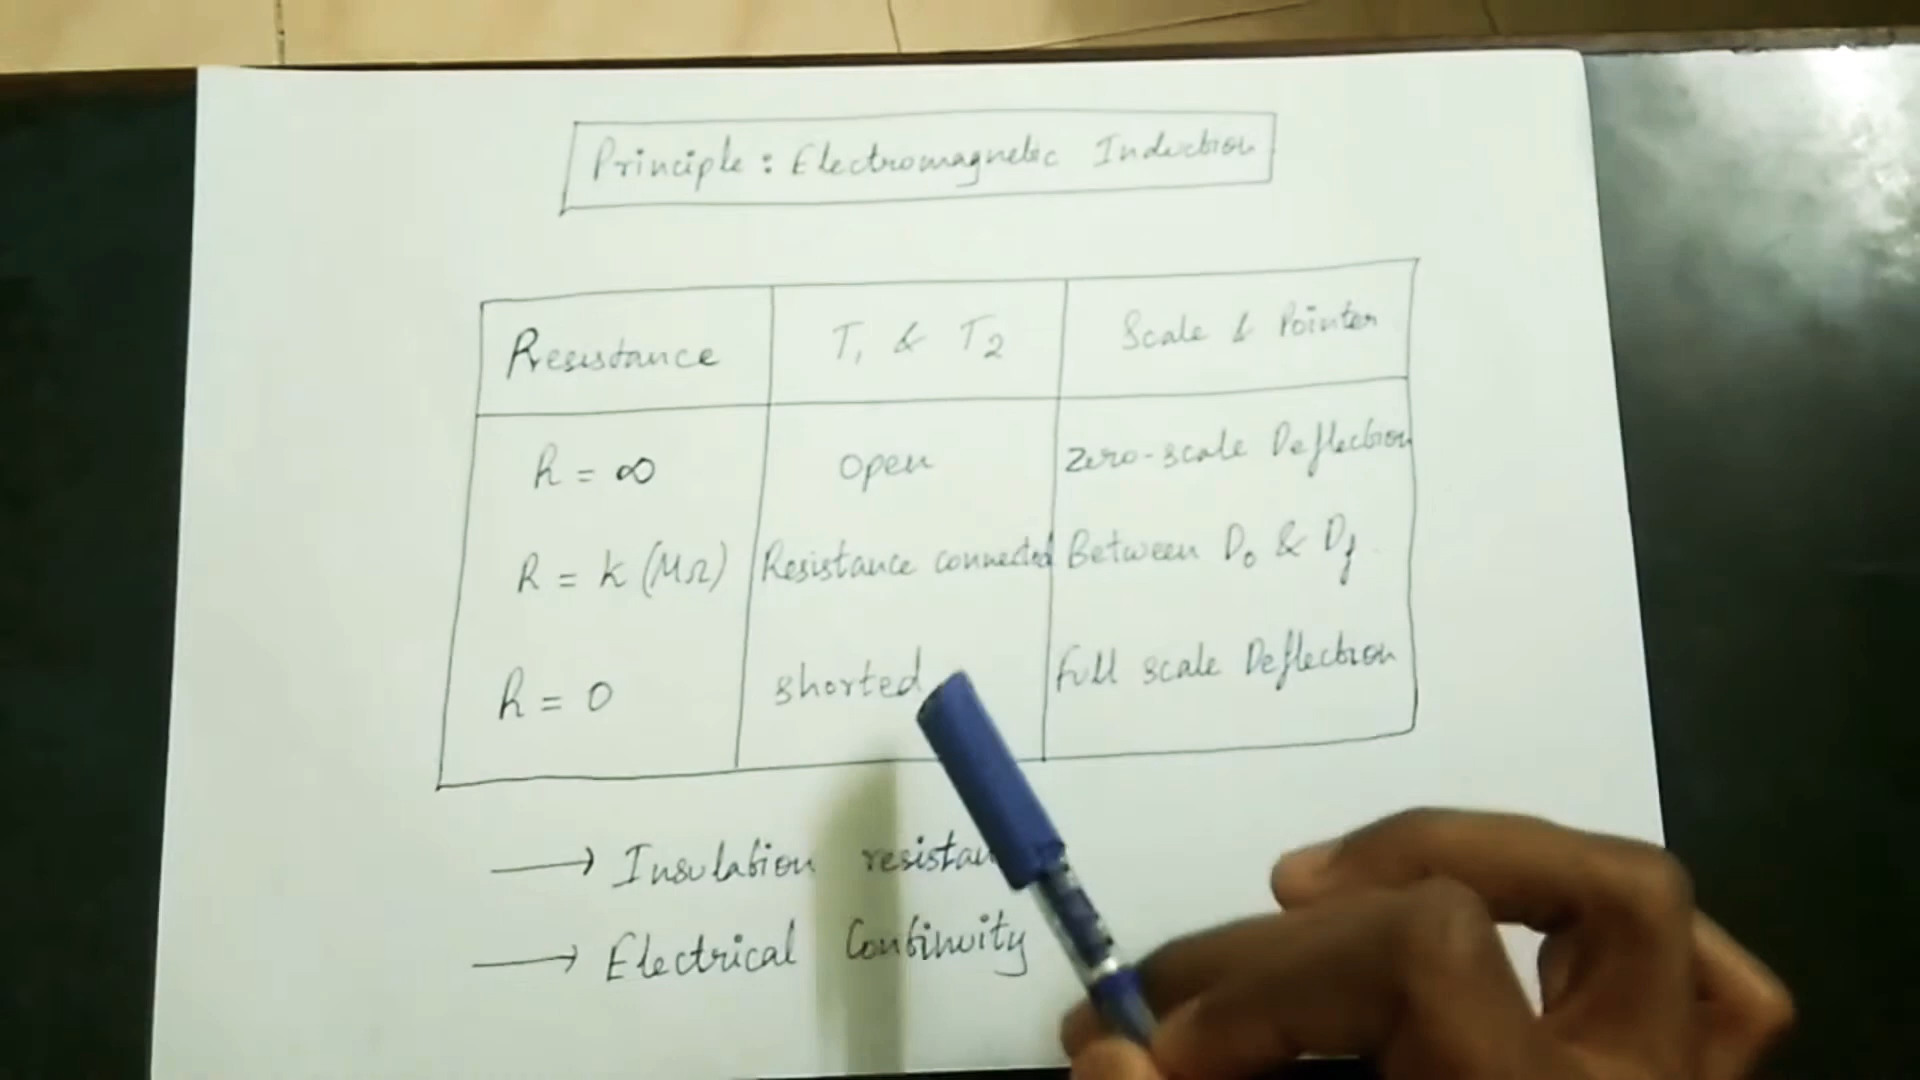 Principle : Electromagnetic Induction
Resistance T1 & T2 Scale & Pointer
R = ∞ open Zero-scale Deflection
R = k (MΩ) Resistance connected Between D0 & Df
R = 0 shorted Full scale Deflection
→ Insulation resistan
→ Electrical Continuity